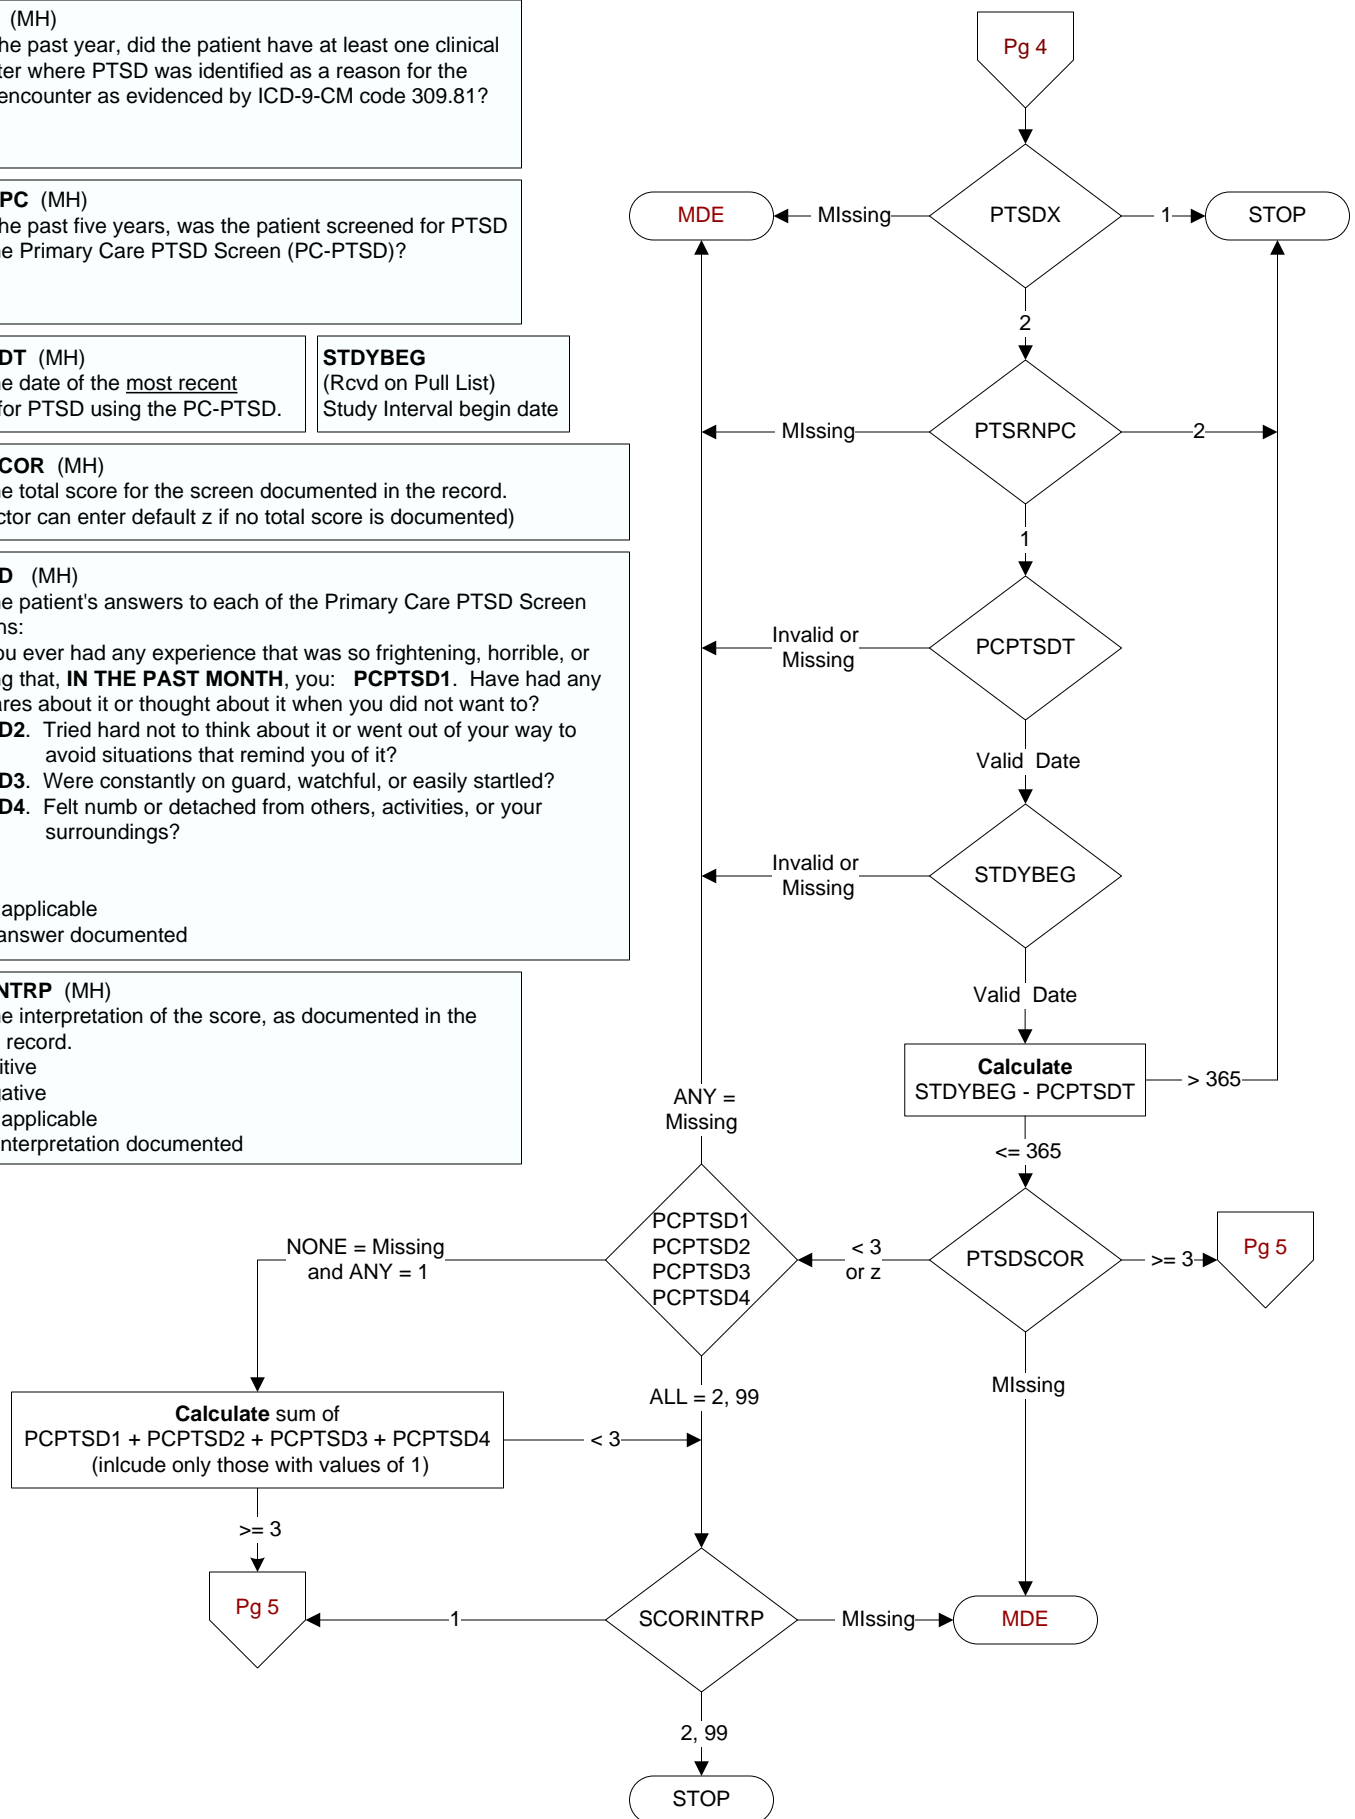 (MH)
he past year, did the patient have at least one clinical
ter where PTSD was identified as a reason for the
encounter as evidenced by ICD-9-CM code 309.81?
PC (MH)
he past five years, was the patient screened for PTSD
he Primary Care PTSD Screen (PC-PTSD)?
DT (MH)
he date of the most recent
for PTSD using the PC-PTSD.
STDYBEG
(Rcvd on Pull List)
Study Interval begin date
COR (MH)
he total score for the screen documented in the record.
ctor can enter default z if no total score is documented)
D (MH)
he patient's answers to each of the Primary Care PTSD Screen
ns:
ou ever had any experience that was so frightening, horrible, or
ng that, IN THE PAST MONTH, you: PCPTSD1. Have had any
ares about it or thought about it when you did not want to?
D2. Tried hard not to think about it or went out of your way to
avoid situations that remind you of it?
D3. Were constantly on guard, watchful, or easily startled?
D4. Felt numb or detached from others, activities, or your
surroundings?
applicable
answer documented
NTRP (MH)
he interpretation of the score, as documented in the
record.
itive
gative
applicable
interpretation documented
Pg 4
MDE
MIssing
PTSDX
1
STOP
2
MIssing
PTSRNPC
2
1
Invalid or
Missing
PCPTSDT
Valid Date
Invalid or
Missing
STDYBEG
Valid Date
Calculate
STDYBEG - PCPTSDT
> 365
<= 365
ANY =
Missing
NONE = Missing
and ANY = 1
PCPTSD1
PCPTSD2
PCPTSD3
PCPTSD4
< 3
or z
PTSDSCOR
>= 3
Pg 5
MIssing
ALL = 2, 99
Calculate sum of
PCPTSD1 + PCPTSD2 + PCPTSD3 + PCPTSD4
(inlcude only those with values of 1)
< 3
>= 3
Pg 5
1
SCORINTRP
MIssing
MDE
2, 99
STOP